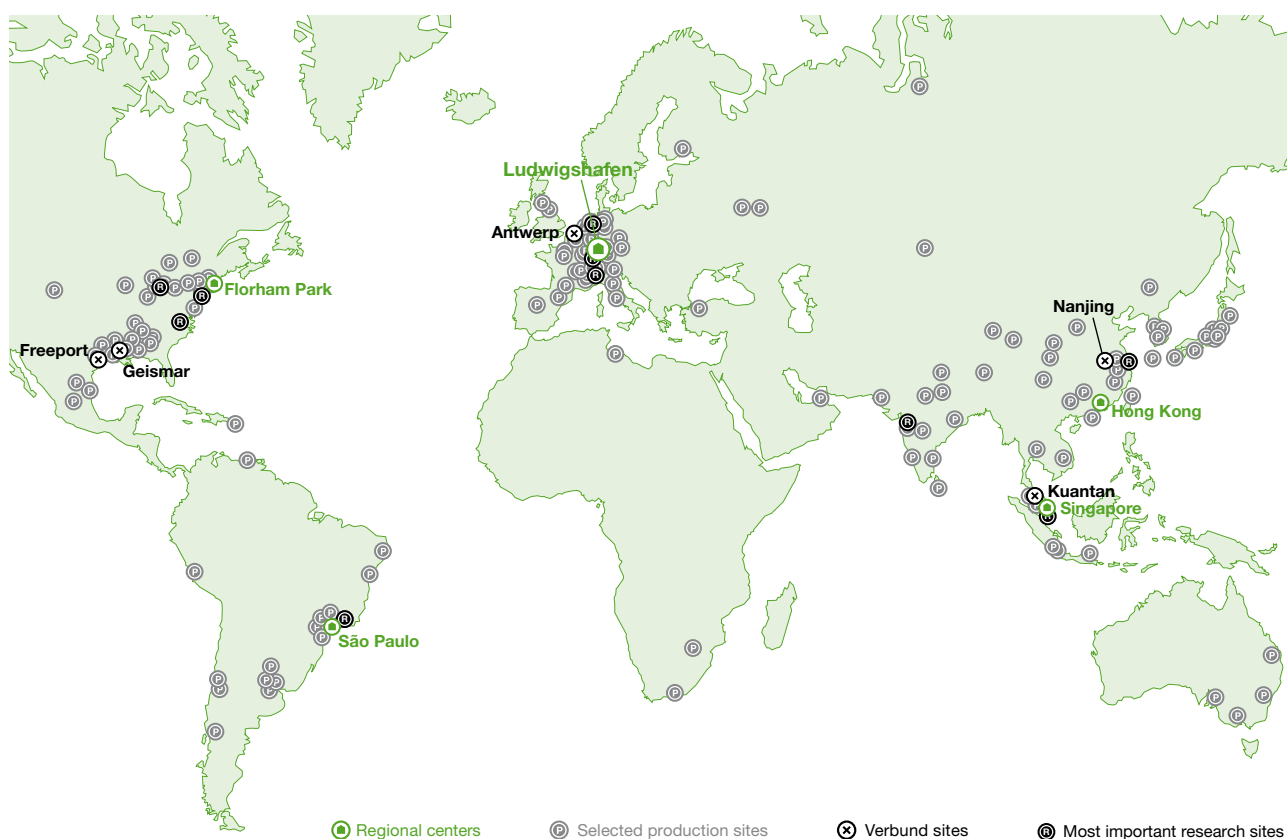 Ludwigshafen
Antwerp
Florham Park
Nanjing
Freeport
Geismar
Hong Kong
Kuantan
Singapore
São Paulo
Regional centers
P Selected production sites
Verbund sites
R Most important research sites